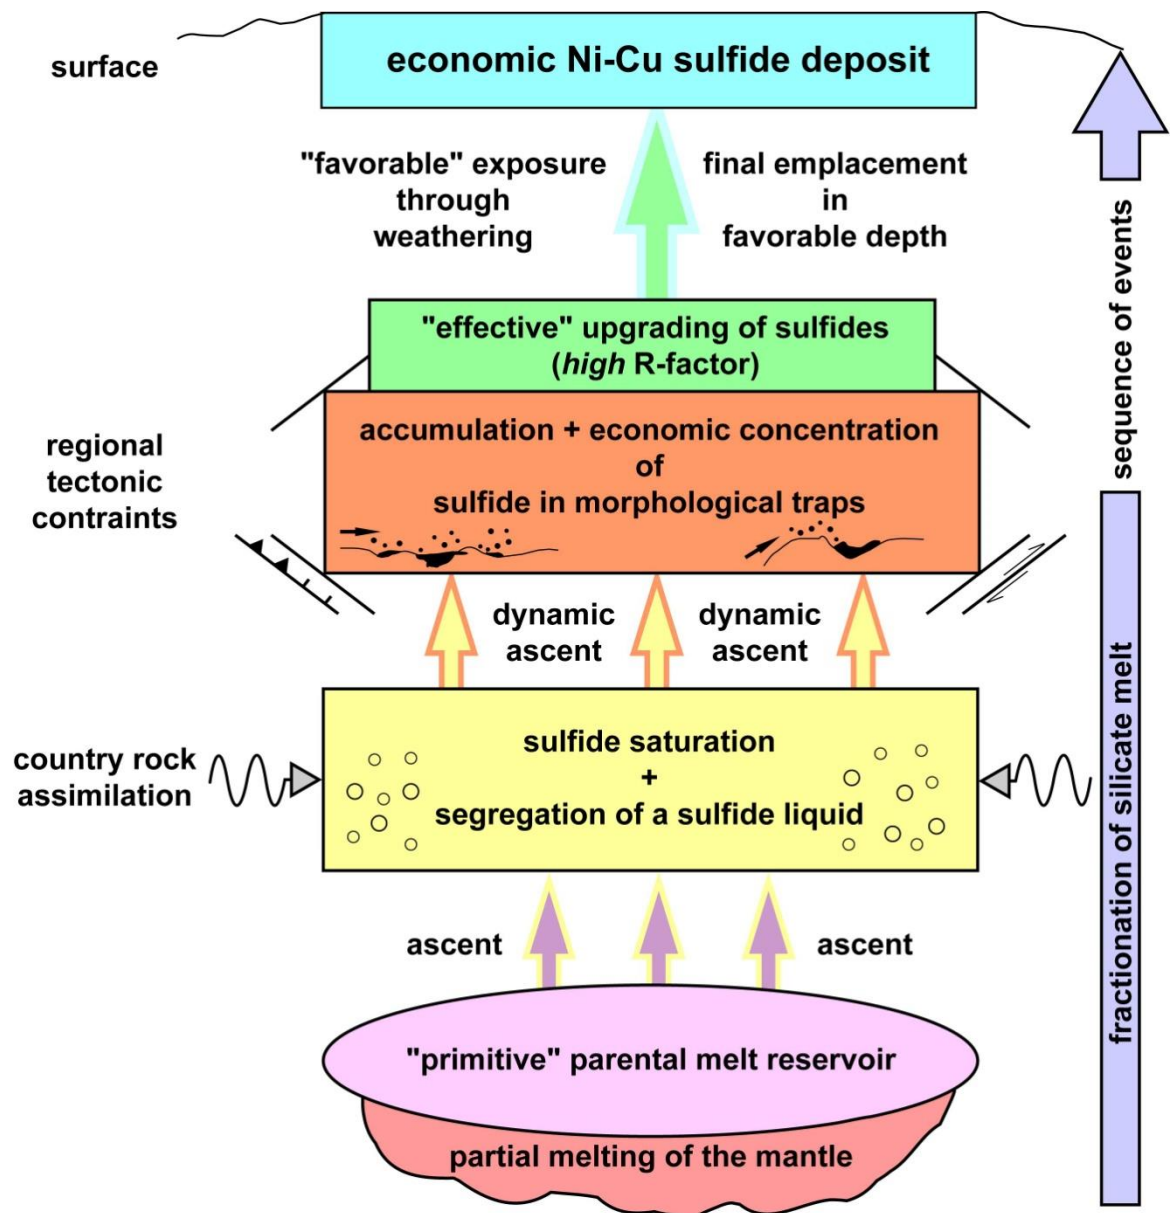 surface
economic Ni-Cu sulfide deposit
"favorable" exposure
through
weathering
final emplacement
in
favorable depth
"effective" upgrading of sulfides
(high R-factor)
regional
tectonic
contraints
accumulation + economic concentration
of
sulfide in morphological traps
dynamic
ascent
dynamic
ascent
country rock
assimilation
sulfide saturation
+
segregation of a sulfide liquid
ascent
ascent
"primitive" parental melt reservoir
partial melting of the mantle
sequence of events
fractionation of silicate melt